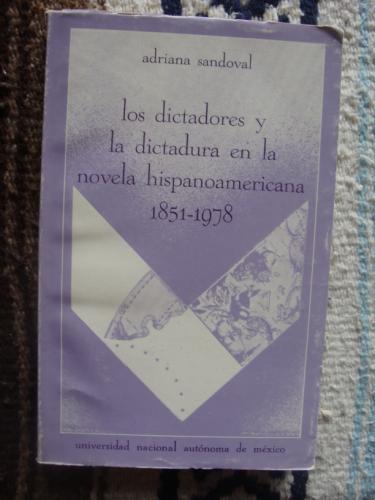 adriana sandoval
los dictadores y
la dictadura en la
novela hispanoamericana
1851-1978
universidad nacional autónoma de méxico